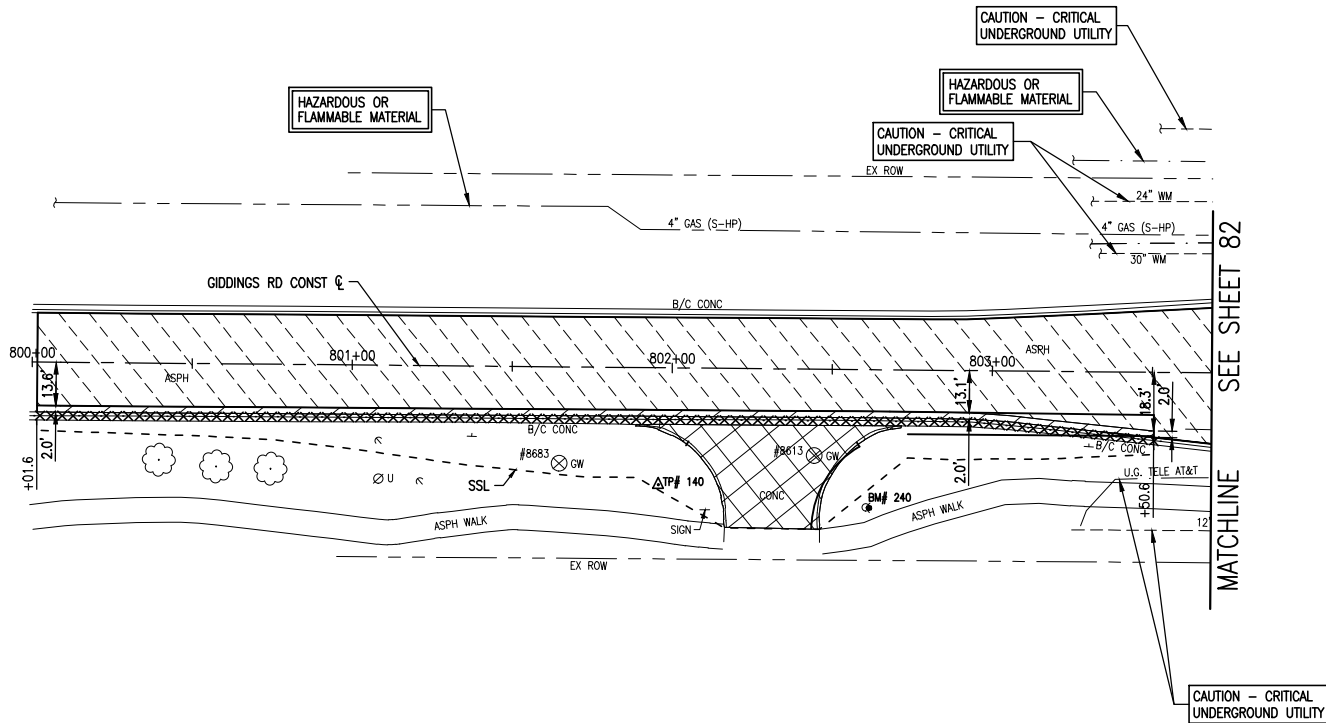 CAUTION - CRITICAL
UNDERGROUND UTILITY
HAZARDOUS OR
FLAMMABLE MATERIAL
HAZARDOUS OR
FLAMMABLE MATERIAL
CAUTION - CRITICAL
UNDERGROUND UTILITY
EX ROW
24" WM
4" GAS (S-HP)
4" GAS (S-HP)
30" WM
GIDDINGS RD CONST ℄
B/C CONC
800+00
801+00
802+00
803+00
ASPH
ASRH
13.6'
13.1'
18.3'
2.0'
B/C CONC
B/C CONC
+01.6
2.0'
#8683
GW
#8613
GW
2.0'
U
SSL
TP# 140
CONC
BM# 240
U.G. TELE AT&T
+50.6
ASPH WALK
SIGN
ASPH WALK
12'
EX ROW
MATCHLINE SEE SHEET 82
CAUTION - CRITICAL
UNDERGROUND UTILITY